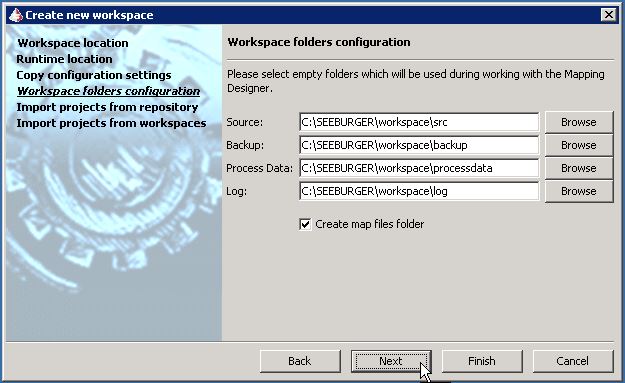 Create new workspace
Workspace location
Runtime location
Copy configuration settings
Workspace folders configuration
Import projects from repository
Import projects from workspaces
Workspace folders configuration
Please select empty folders which will be used during working with the Mapping
Designer.
Source: C:\SEEBURGER\workspace\src Browse
Backup: C:\SEEBURGER\workspace\backup Browse
Process Data: C:\SEEBURGER\workspace\processdata Browse
Log: C:\SEEBURGER\workspace\log Browse
Create map files folder
Back Next Finish Cancel